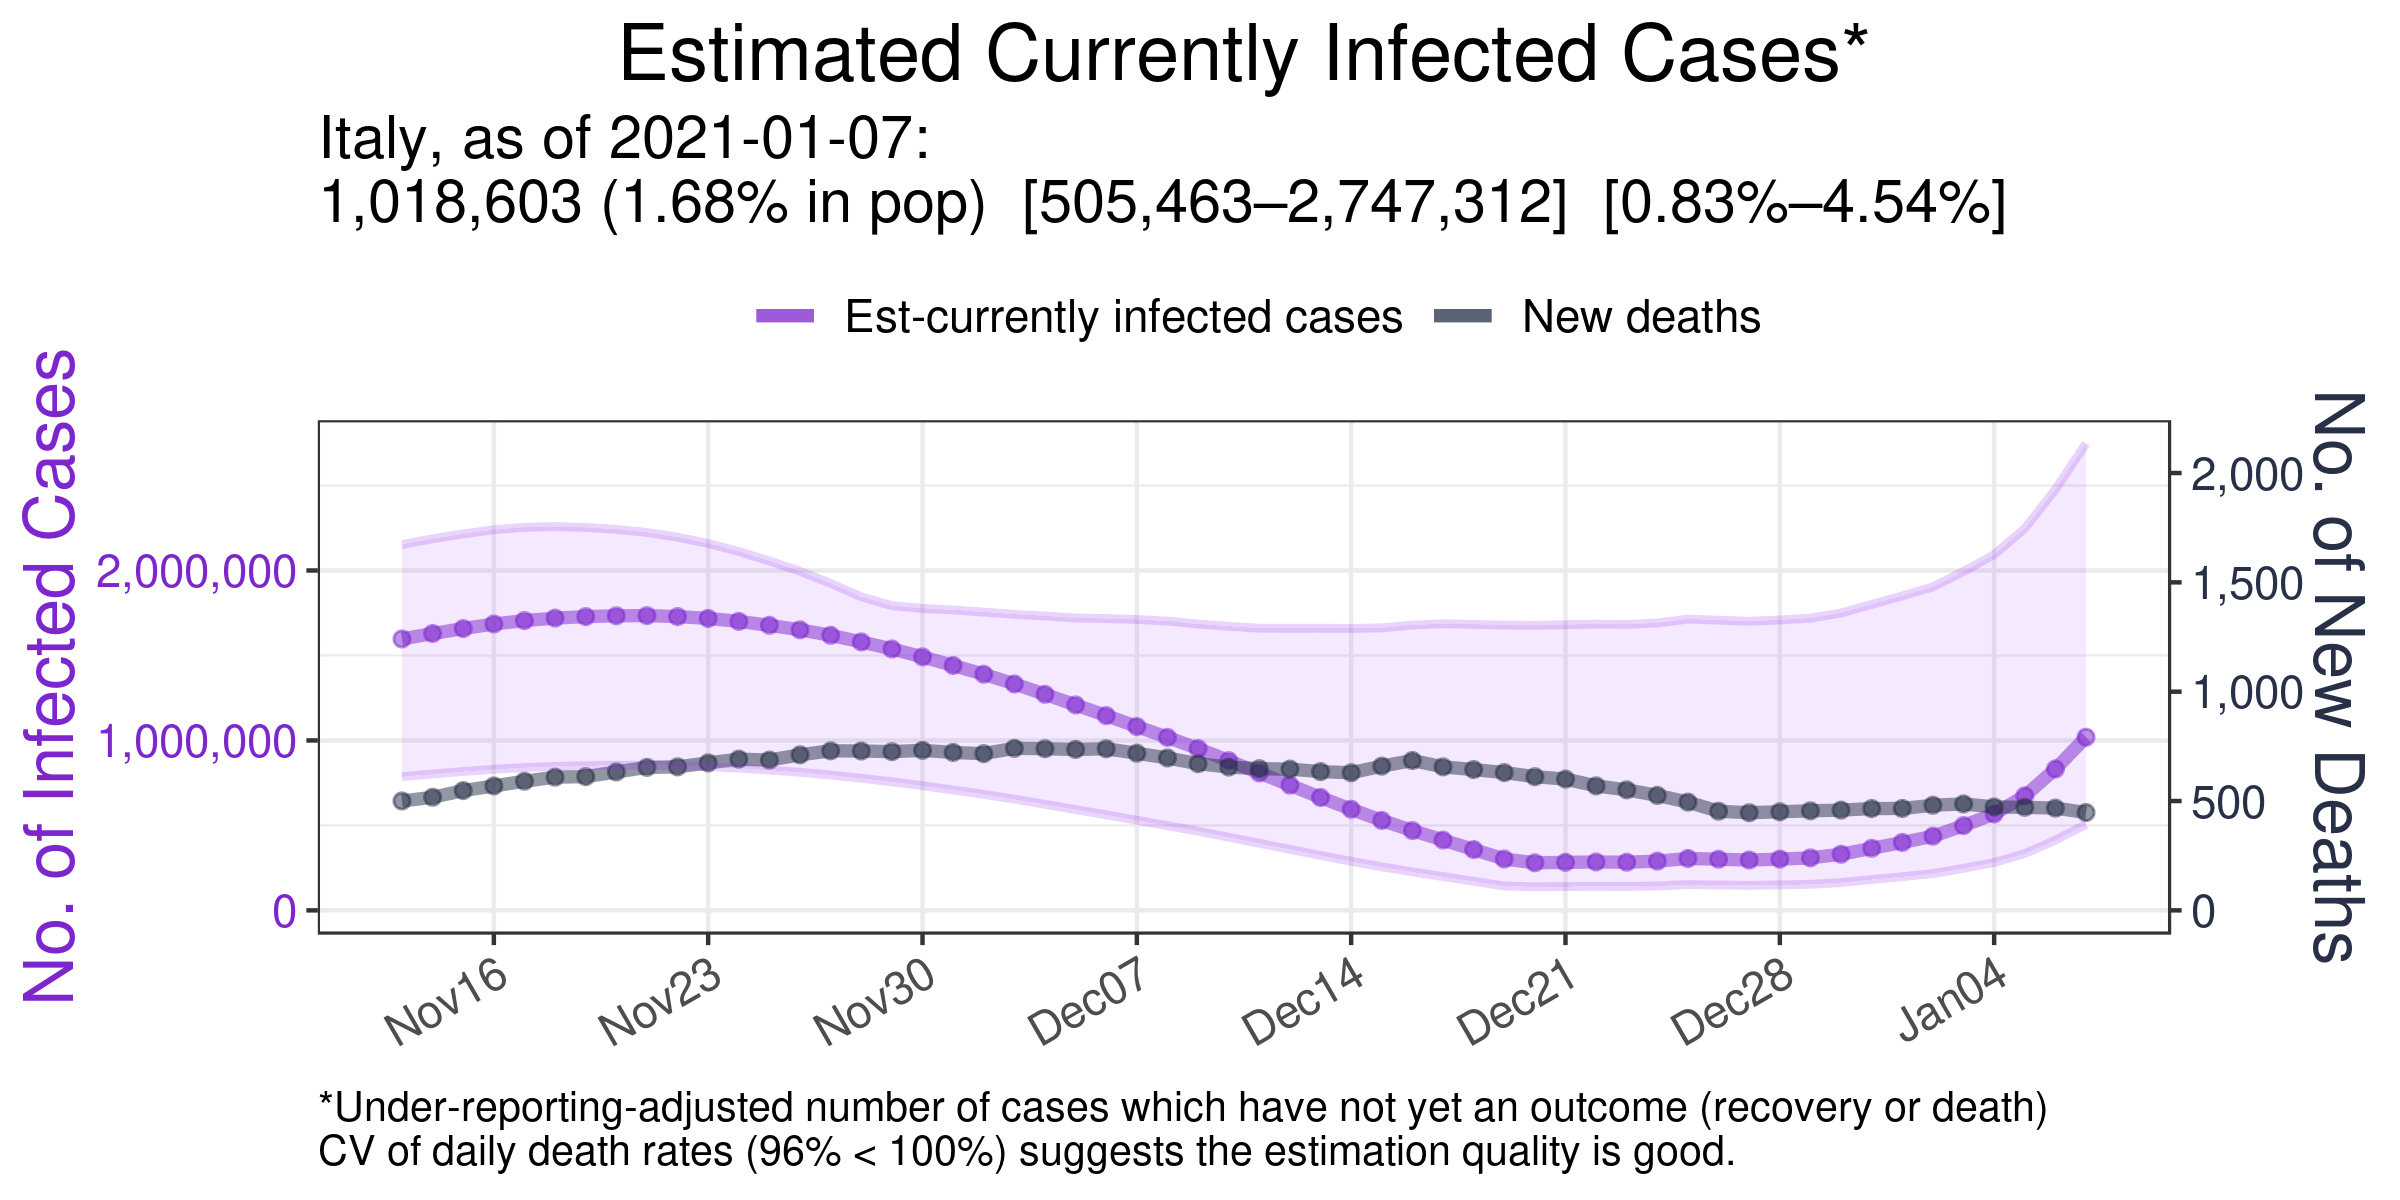 Estimated Currently Infected Cases*
Italy, as of 2021-01-07:
1,018,603 (1.68% in pop)  [505,463–2,747,312]  [0.83%–4.54%]
Est-currently infected cases
New deaths
No. of Infected Cases
2,000,000
1,000,000
0
No. of New Deaths
2,000
1,500
1,000
500
0
Nov16
Nov23
Nov30
Dec07
Dec14
Dec21
Dec28
Jan04
*Under-reporting-adjusted number of cases which have not yet an outcome (recovery or death)
CV of daily death rates (96% < 100%) suggests the estimation quality is good.